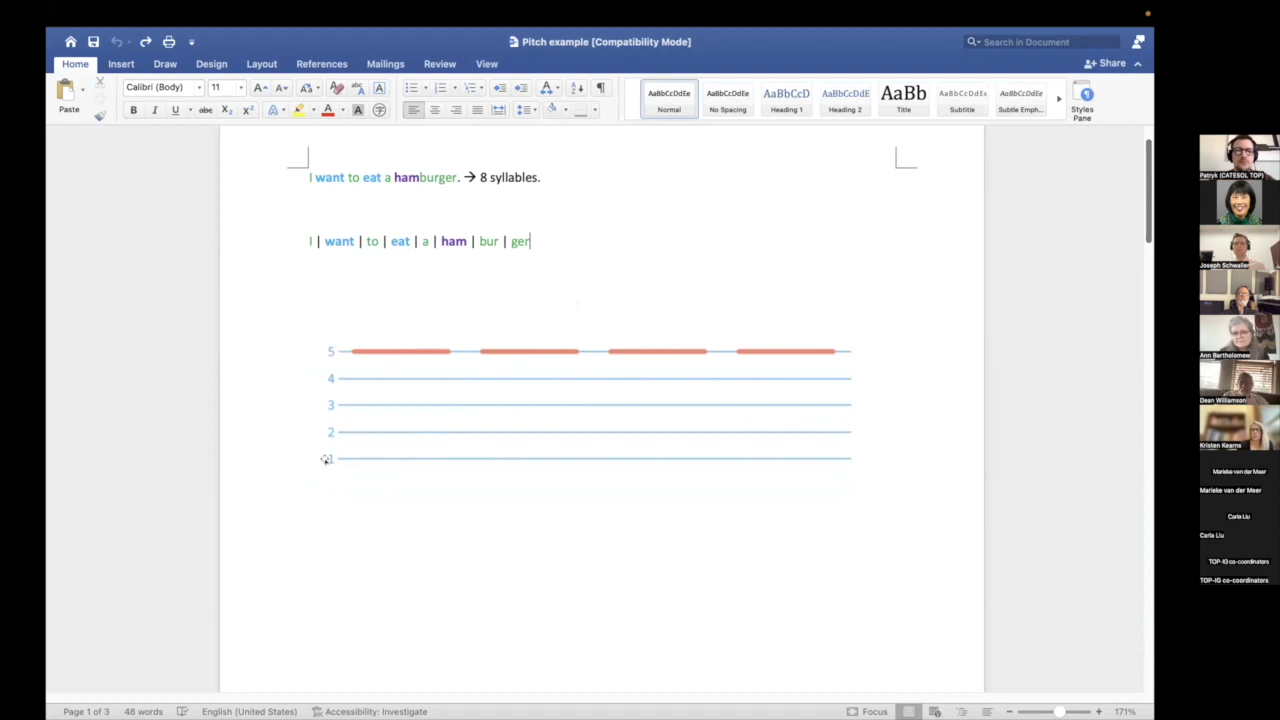 Pitch example [Compatibility Mode]
Search in Document
Home Insert Draw Design Layout References Mailings Review View
Share
Paste
Calibri (Body) 11
AaBbCcDdEe AaBbCcDdEe AaBbCcD AaBbCcDdE AaBb AaBbCcDdEe AaBbCcDdEe
Normal No Spacing Heading 1 Heading 2 Title Subtitle Subtle Emph...
Styles Pane
I want to eat a hamburger. → 8 syllables.
I | want | to | eat | a | ham | bur | ger
5
4
3
2
1
Page 1 of 3 48 words English (United States) Accessibility: Investigate
Focus 171%
Patryk (CATESOL TOP)
Joseph Schwaller
Ann Bartholomew
Dean Williamson
Kristen Kearns
Marieke van der Meer
Marieke van der Meer
Carla Liu
Carla Liu
TOP-IG co-coordinators
TOP-IG co-coordinators